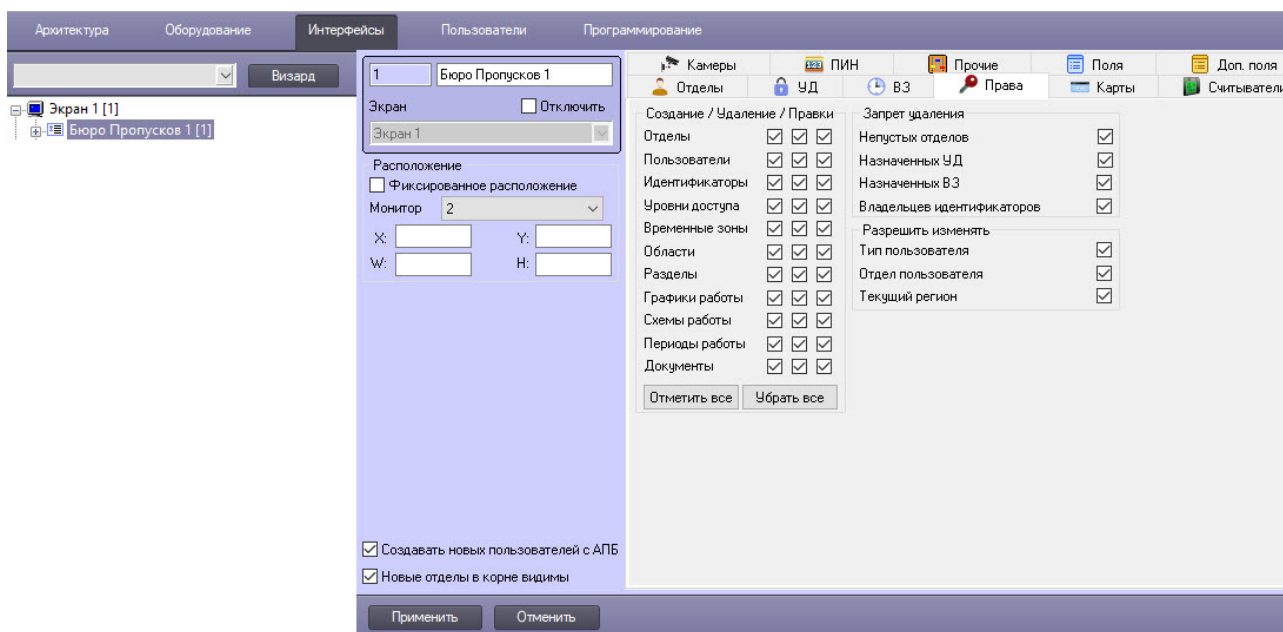 Архитектура Оборудование Интерфейсы Пользователи Программирование
Визард
Экран 1 [1]
Бюро Пропусков 1 [1]
1 Бюро Пропусков 1
Экран Отключить
Экран 1
Расположение
Фиксированное расположение
Монитор 2
X: Y:
W: H:
Создавать новых пользователей с АПБ
Новые отделы в корне видимы
Камеры ПИН Прочие Поля Доп. поля
Отделы УД ВЗ Права Карты Считыватели
Создание / Удаление / Правки
Отделы
Пользователи
Идентификаторы
Уровни доступа
Временные зоны
Области
Разделы
Графики работы
Схемы работы
Периоды работы
Документы
Отметить все Убрать все
Запрет удаления
Непустых отделов
Назначенных УД
Назначенных ВЗ
Владельцев идентификаторов
Разрешить изменять
Тип пользователя
Отдел пользователя
Текущий регион
Применить Отменить